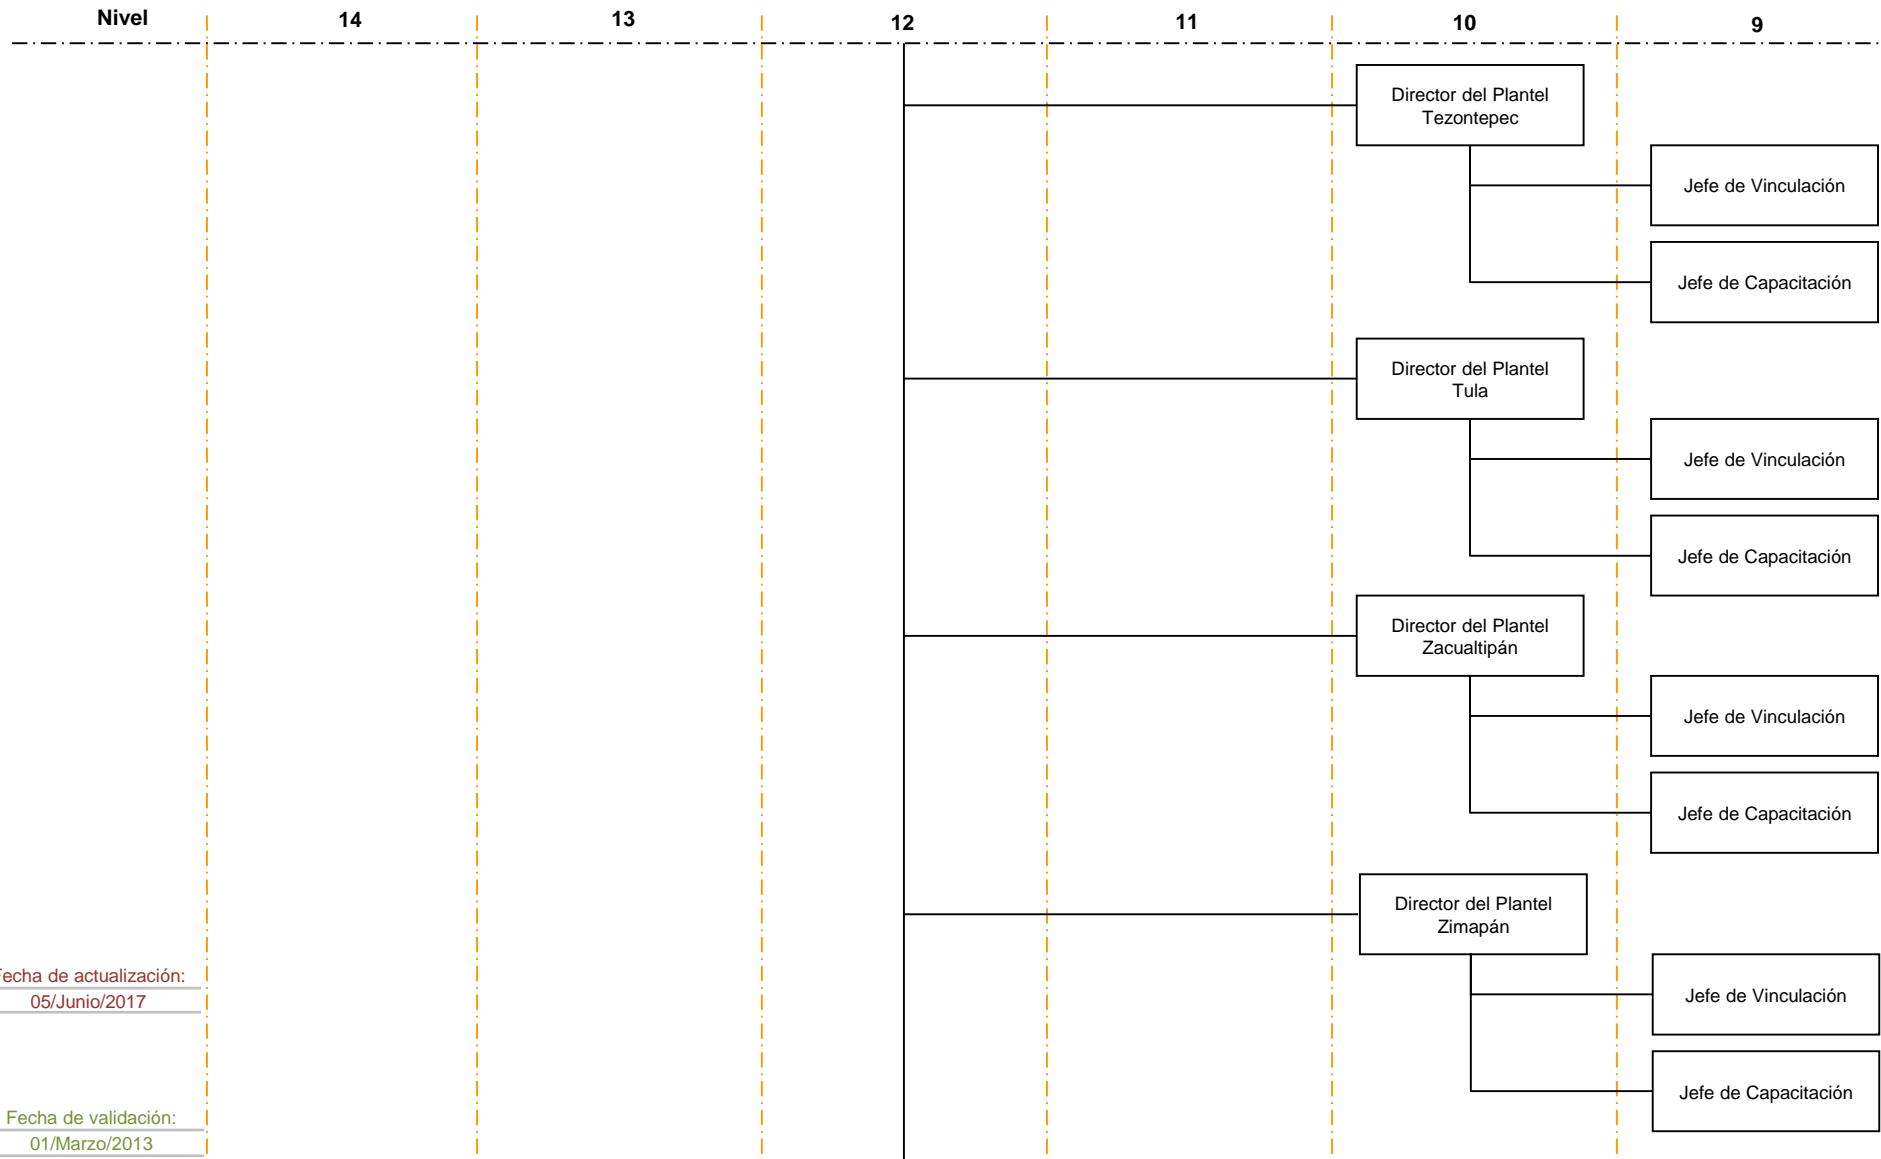 Nivel 14 13 12 11 10 9
Director del Plantel
Tezontepec
Jefe de Vinculación
Jefe de Capacitación
Director del Plantel
Tula
Jefe de Vinculación
Jefe de Capacitación
Director del Plantel
Zacualtipán
Jefe de Vinculación
Jefe de Capacitación
Director del Plantel
Zimapán
Jefe de Vinculación
Jefe de Capacitación
Fecha de actualización:
05/Junio/2017
Fecha de validación:
01/Marzo/2013